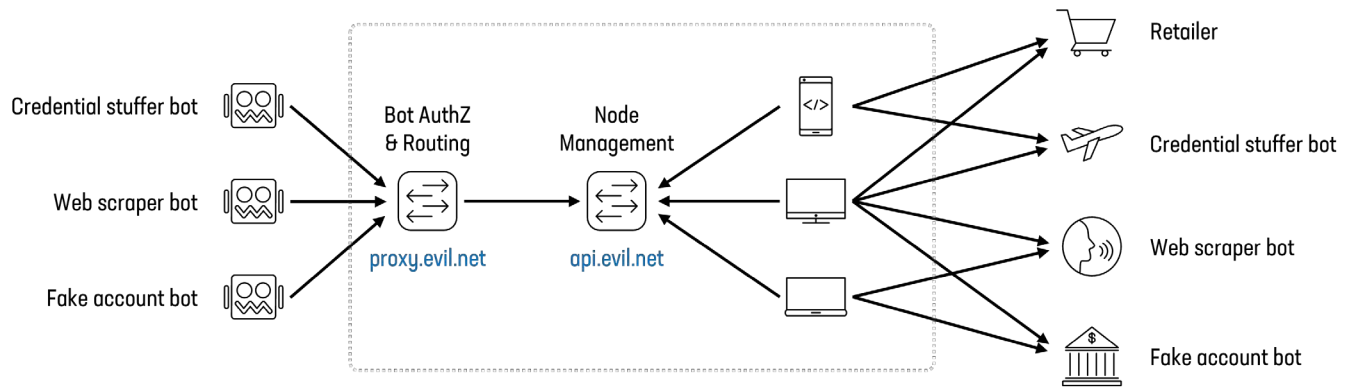 Credential stuffer bot
Web scraper bot
Fake account bot
Bot AuthZ
& Routing
proxy.evil.net
Node
Management
api.evil.net
</>
Retailer
Credential stuffer bot
Web scraper bot
$
Fake account bot